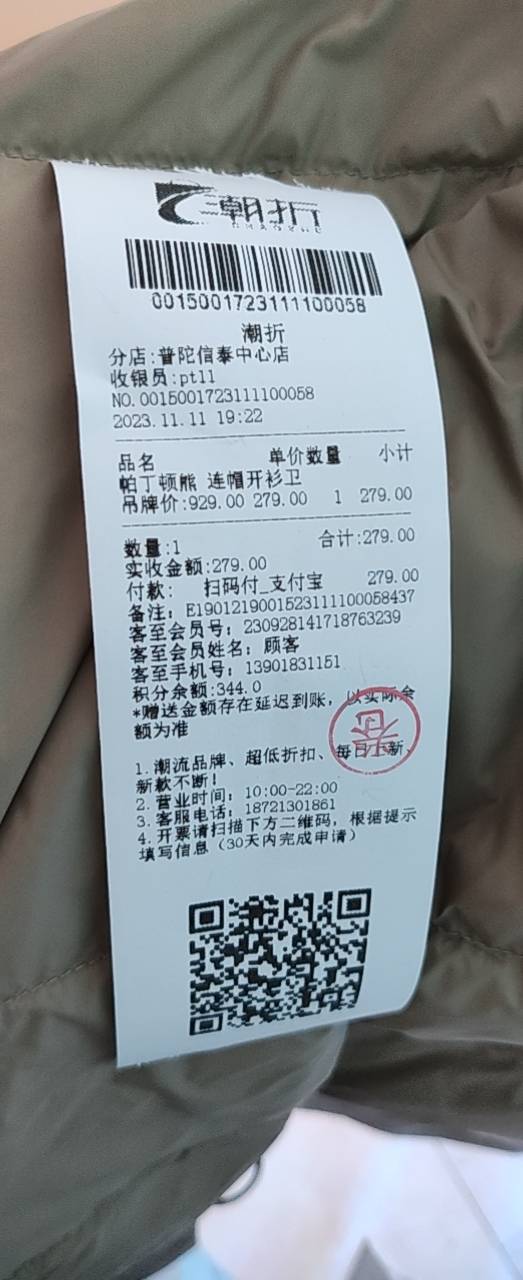 潮折
CHAOZHE
0015001723111100058
潮折
分店:普陀信泰中心店
收银员:pt11
NO.0015001723111100058
2023.11.11 19:22
品名 单价数量 小计
帕丁顿熊 连帽开衫卫
吊牌价:929.00 279.00 1 279.00
数量:1 合计:279.00
实收金额:279.00
付款: 扫码付_支付宝 279.00
备注: E1901219001523111100058437
客至会员号: 230928141718763239
客至会员姓名: 顾客
客至手机号: 13901831151
积分余额:344.0
*赠送金额存在延迟到账, 以实际余
额为准
1. 潮流品牌、超低折扣、每日上新、
新款不断!
2. 营业时间: 10:00-22:00
3. 客服电话: 18721301861
4. 开票请扫描下方二维码, 根据提示
填写信息 (30天内完成申请)